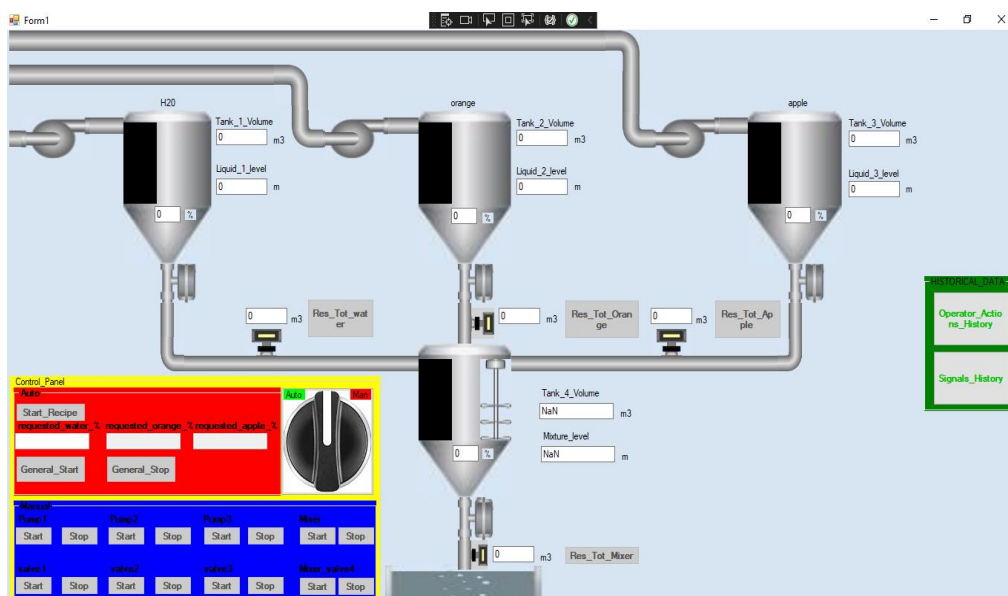 Form1
H20
orange
apple
Tank_1_Volume
0 m3
Tank_2_Volume
0 m3
Tank_3_Volume
0 m3
Liquid_1_level
0 m
Liquid_2_level
0 m
Liquid_3_level
0 m
0 %
0 %
0 %
HISTORICAL_DATA
Operator_Actio
ns_History
Signals_History
0 m3
Res_Tot_wat
er
0 m3
Res_Tot_Oran
ge
0 m3
Res_Tot_Ap
ple
Tank_4_Volume
NaN m3
Mixture_level
NaN m
0 %
Control_Panel
Auto
Start_Recipe
Auto
Man
requested_water_% requested_orange_% requested_apple_%
General_Start
General_Stop
Manual
Pump1 Pump2 Pump3 Mixer
Start Stop Start Stop Start Stop Start Stop
valve1 valve2 valve3 Mixer_valve4
Start Stop Start Stop Start Stop Start Stop
0 m3
Res_Tot_Mixer